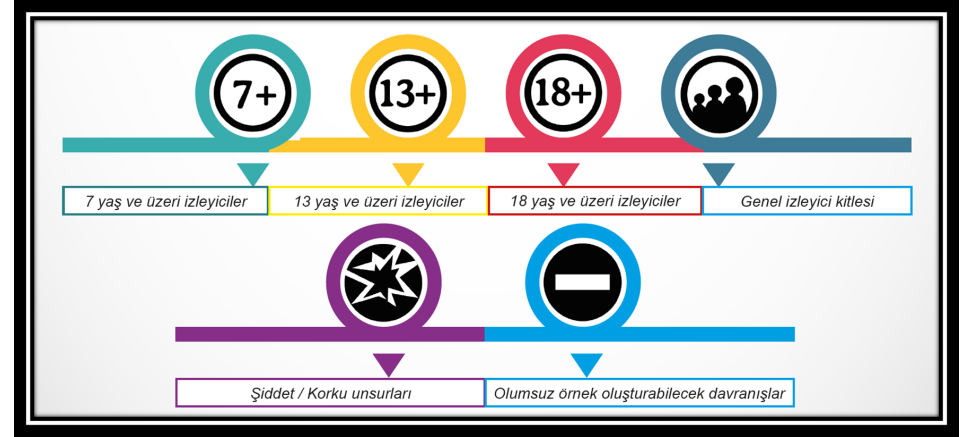 7+
13+
18+
7 yaş ve üzeri izleyiciler
13 yaş ve üzeri izleyiciler
18 yaş ve üzeri izleyiciler
Genel izleyici kitlesi
Şiddet / Korku unsurları
Olumsuz örnek oluşturabilecek davranışlar